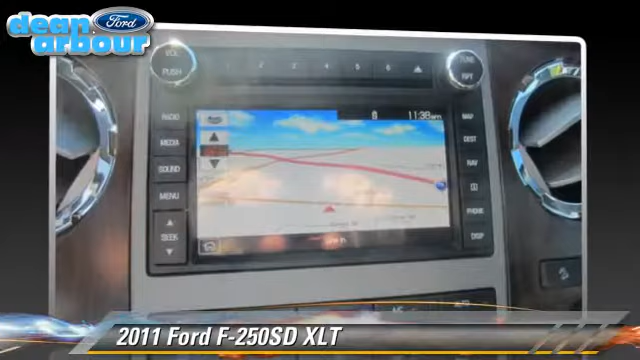 dean
Ford
arbour
VOL
PUSH
1 2 3 4 5 6
TUNE
RPT
RADIO
MEDIA
SOUND
MENU
SEEK
11:38am
MAP
DEST
NAV
PHONE
DISP
A/C
2011 Ford F-250SD XLT